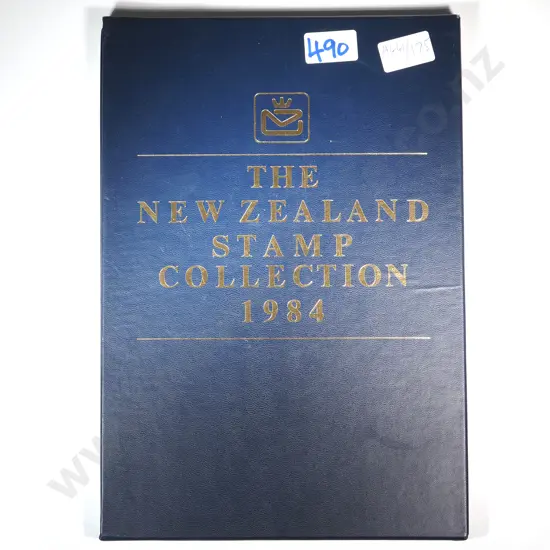 490
THE
NEW ZEALAND
STAMP
COLLECTION
1984